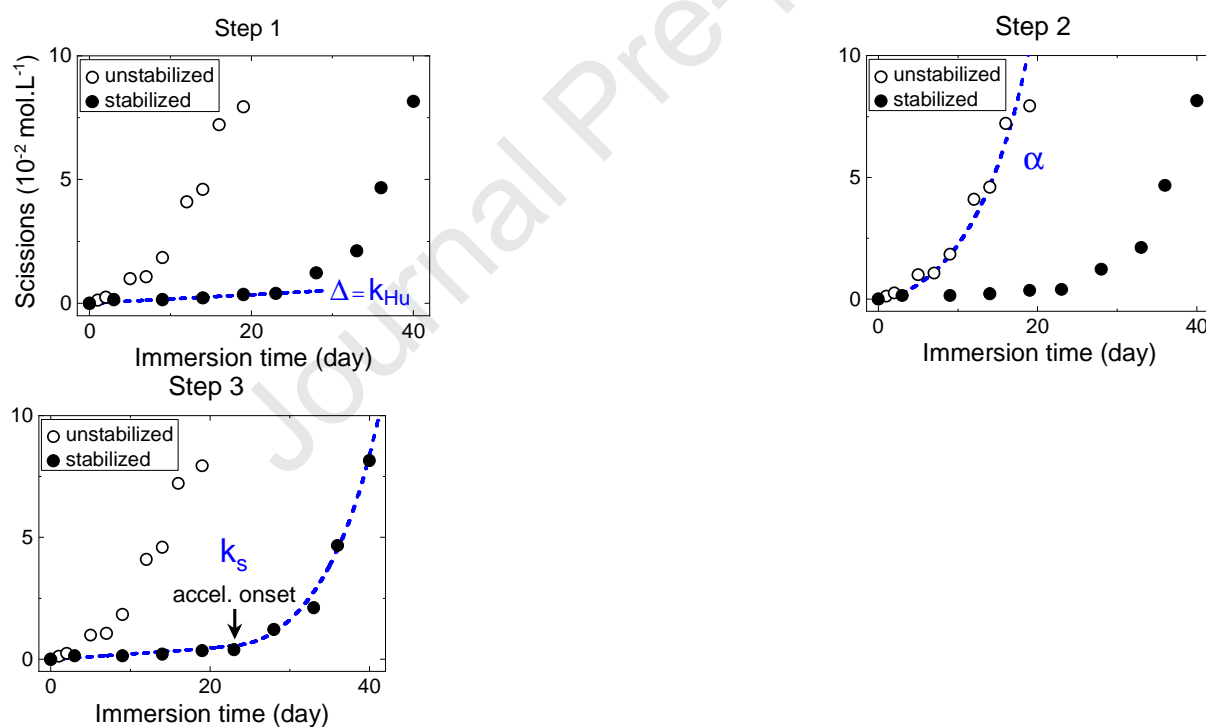 Journal Pre-
Step 1
Scissions (10⁻² mol.L⁻¹)
10
5
0
unstabilized
stabilized
Δ = k_Hu
0 20 40
Immersion time (day)
Step 2
10
5
0
unstabilized
stabilized
α
0 20 40
Immersion time (day)
Step 3
10
5
0
unstabilized
stabilized
k_s
accel. onset
0 20 40
Immersion time (day)